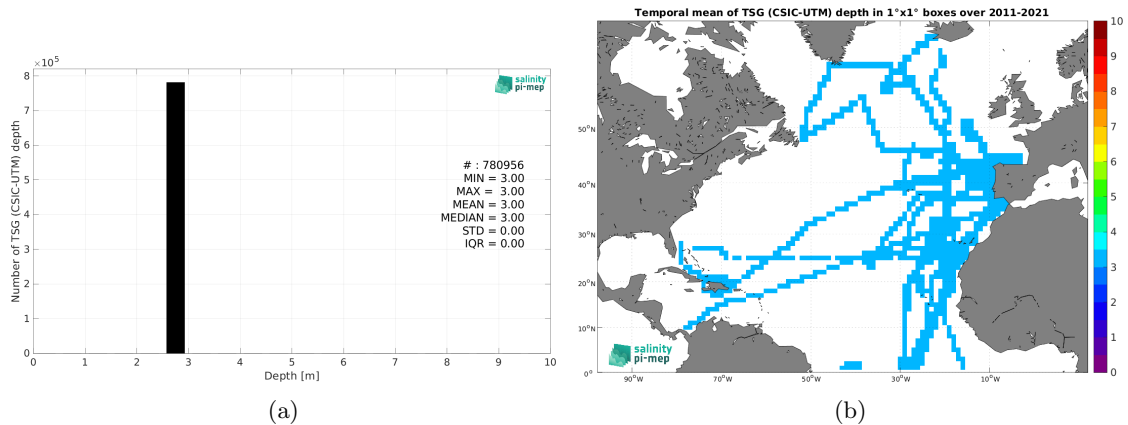 ×10⁵
8
7
6
5
4
3
2
1
0
Number of TSG (CSIC-UTM) depth
salinity
pi-mep
# : 780956
MIN = 3.00
MAX = 3.00
MEAN = 3.00
MEDIAN = 3.00
STD = 0.00
IQR = 0.00
0 1 2 3 4 5 6 7 8 9 10
Depth [m]
(a)
Temporal mean of TSG (CSIC-UTM) depth in 1°x1° boxes over 2011-2021
50°N
40°N
30°N
20°N
10°N
0°N
salinity
pi-mep
90°W 70°W 50°W 30°W 10°W
10
9
8
7
6
5
4
3
2
1
0
(b)